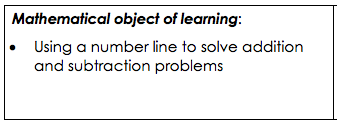 Mathematical object of learning:
• Using a number line to solve addition
and subtraction problems